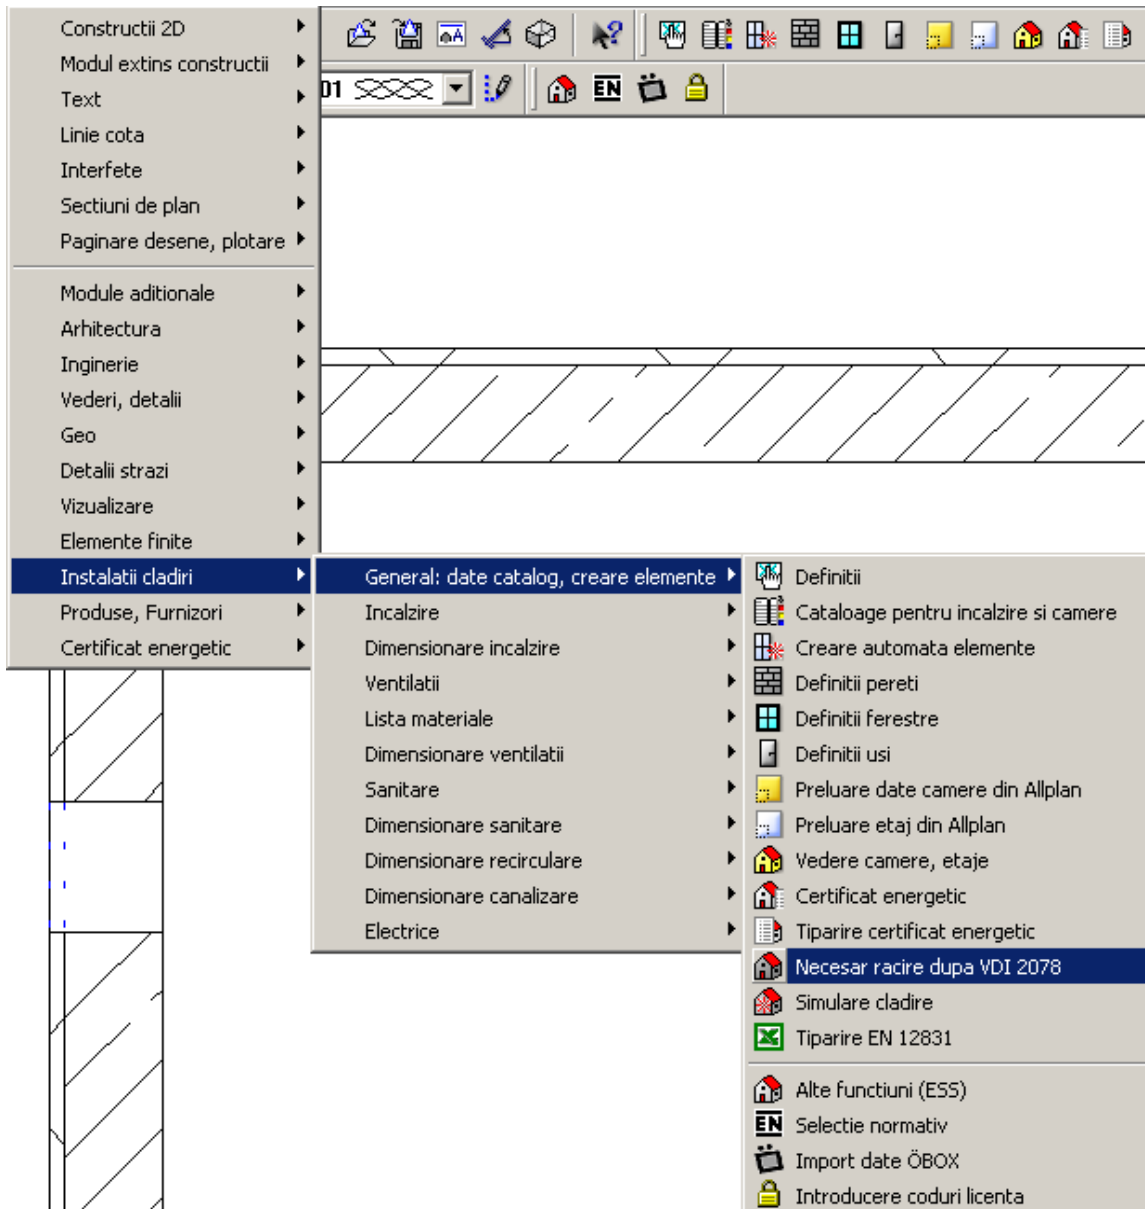 Constructii 2D
Modul extins constructii
Text
Linie cota
Interfete
Sectiuni de plan
Paginare desene, plotare
Module aditionale
Arhitectura
Inginerie
Vederi, detalii
Geo
Detalii strazi
Vizualizare
Elemente finite
Instalatii cladiri
Produse, Furnizori
Certificat energetic
01
EN
General: date catalog, creare elemente
Incalzire
Dimensionare incalzire
Ventilatii
Lista materiale
Dimensionare ventilatii
Sanitare
Dimensionare sanitare
Dimensionare recirculare
Dimensionare canalizare
Electrice
Definitii
Cataloage pentru incalzire si camere
Creare automata elemente
Definitii pereti
Definitii ferestre
Definitii usi
Preluare date camere din Allplan
Preluare etaj din Allplan
Vedere camere, etaje
Certificat energetic
Tiparire certificat energetic
Necesar racire dupa VDI 2078
Simulare cladire
Tiparire EN 12831
Alte functiuni (ESS)
EN Selectie normativ
Import date ÖBOX
Introducere coduri licenta